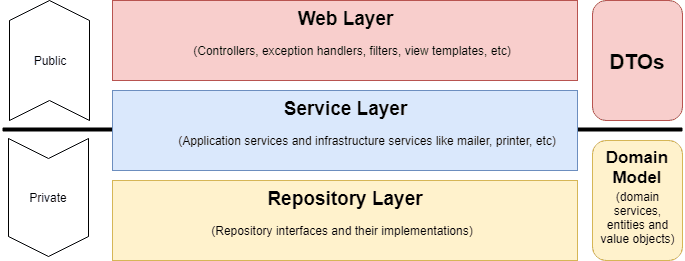 Public
Web Layer
(Controllers, exception handlers, filters, view templates, etc)
DTOs
Service Layer
(Application services and infrastructure services like mailer, printer, etc)
Private
Repository Layer
(Repository interfaces and their implementations)
Domain
Model
(domain
services,
entities and
value objects)